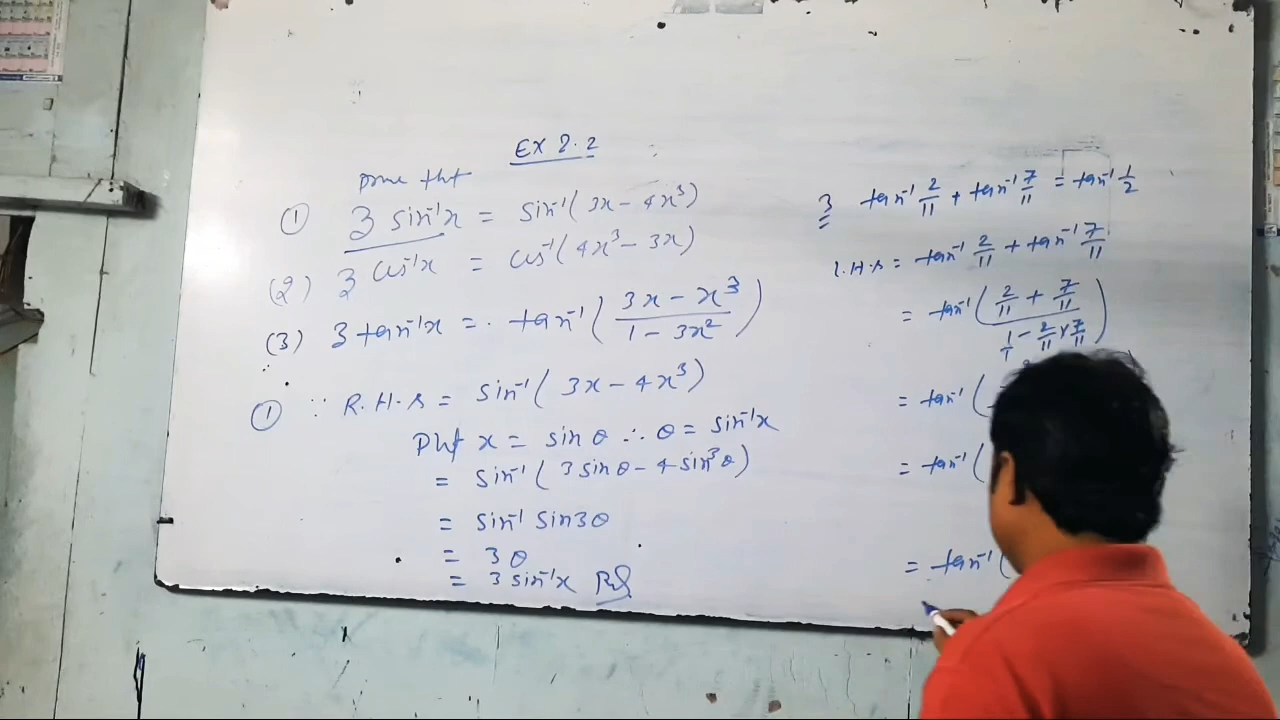 EX 2.2
prove tht
① 3 sin⁻¹x = sin⁻¹(3x - 4x³)
(2) 3 cos⁻¹x = cos⁻¹(4x³ - 3x)
(3) 3 tan⁻¹x = tan⁻¹((3x - x³)/(1 - 3x²))
① ∵ R.H.S = sin⁻¹(3x - 4x³)
Put x = sin θ ∴ θ = sin⁻¹x
= sin⁻¹(3 sin θ - 4 sin³θ)
= sin⁻¹ sin3θ
= 3θ
= 3 sin⁻¹x
3 tan⁻¹ 2/11 + tan⁻¹ 7/11 = tan⁻¹ 1/2
L.H.S = tan⁻¹ 2/11 + tan⁻¹ 7/11
= tan⁻¹((2/11 + 7/11)/(1/1 - 2/11 × 7/11))
= tan⁻¹(
= tan⁻¹(
= tan⁻¹(